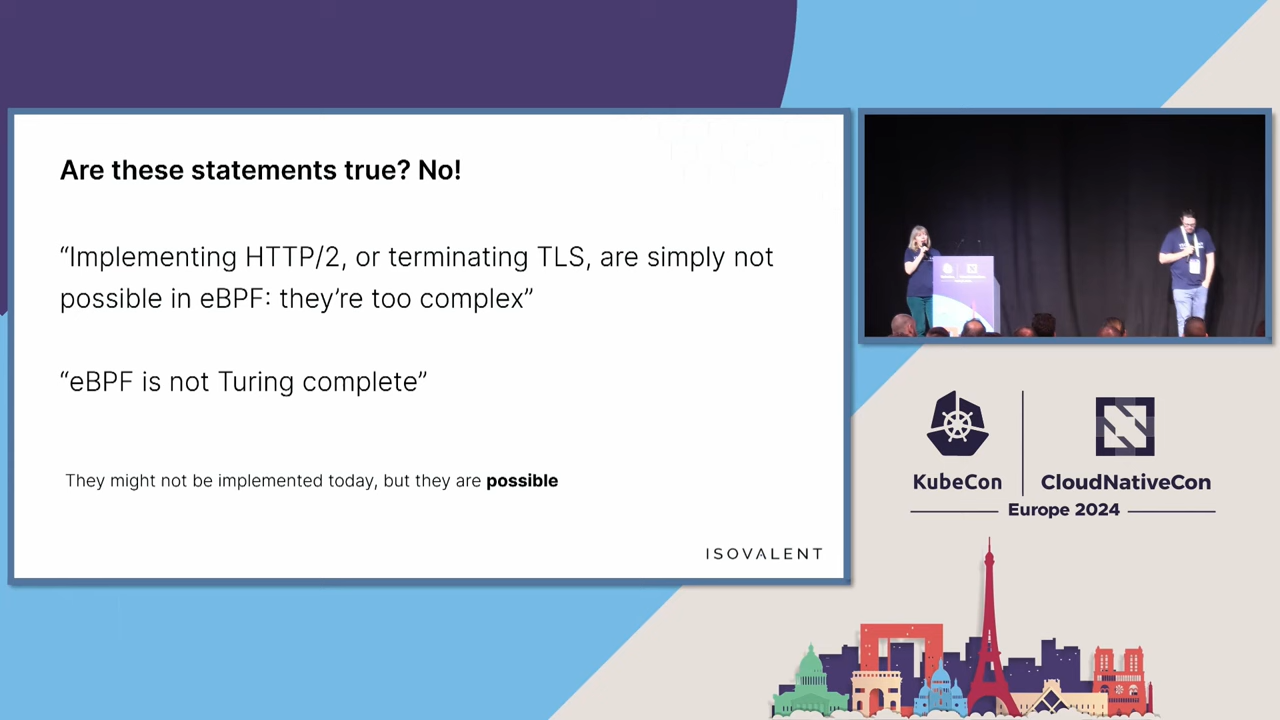 Are these statements true? No!
“Implementing HTTP/2, or terminating TLS, are simply not
possible in eBPF: they’re too complex”
“eBPF is not Turing complete”
They might not be implemented today, but they are possible
ISOVALENT
KubeCon
CloudNativeCon
Europe 2024